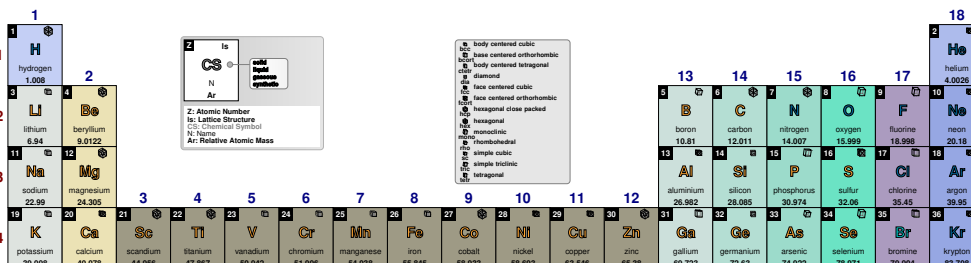 1
18
1
H
hydrogen
1.008
2
He
helium
4.0026
Z
ls
CS
N
Ar
solid
liquid
gaseous
synthetic
Z: Atomic Number
ls: Lattice Structure
CS: Chemical Symbol
N: Name
Ar: Relative Atomic Mass
bcc body centered cubic
bcort base centered orthorhombic
ctetr body centered tetragonal
dia diamond
fcc face centered cubic
fcort face centered orthorhombic
hcp hexagonal close packed
hex hexagonal
mono monoclinic
rho rhombohedral
sc simple cubic
tric simple triclinic
tetr tetragonal
2
13
14
15
16
17
2
3
Li
lithium
6.94
4
Be
beryllium
9.0122
5
B
boron
10.81
6
C
carbon
12.011
7
N
nitrogen
14.007
8
O
oxygen
15.999
9
F
fluorine
18.998
10
Ne
neon
20.18
3
11
Na
sodium
22.99
12
Mg
magnesium
24.305
13
Al
aluminium
26.982
14
Si
silicon
28.085
15
P
phosphorus
30.974
16
S
sulfur
32.06
17
Cl
chlorine
35.45
18
Ar
argon
39.95
3
4
5
6
7
8
9
10
11
12
4
19
K
potassium
20
Ca
calcium
21
Sc
scandium
22
Ti
titanium
23
V
vanadium
24
Cr
chromium
25
Mn
manganese
26
Fe
iron
27
Co
cobalt
28
Ni
nickel
29
Cu
copper
30
Zn
zinc
31
Ga
gallium
32
Ge
germanium
33
As
arsenic
34
Se
selenium
35
Br
bromine
36
Kr
krypton